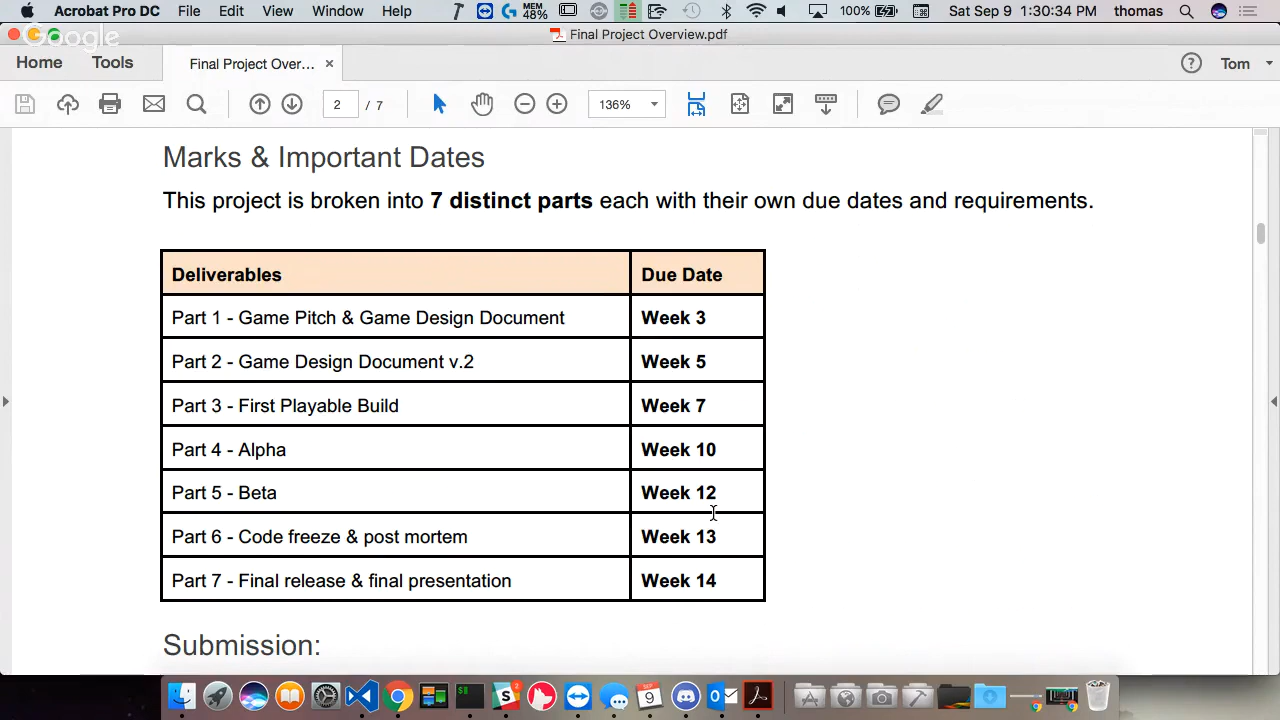 Acrobat Pro DC File Edit View Window Help MEM 48% 100% Sat Sep 9 1:30:34 PM thomas
Google
Final Project Overview.pdf
Home Tools Final Project Over... × Tom
2 / 7 136%
Marks & Important Dates
This project is broken into 7 distinct parts each with their own due dates and requirements.
Deliverables Due Date
Part 1 - Game Pitch & Game Design Document Week 3
Part 2 - Game Design Document v.2 Week 5
Part 3 - First Playable Build Week 7
Part 4 - Alpha Week 10
Part 5 - Beta Week 12
Part 6 - Code freeze & post mortem Week 13
Part 7 - Final release & final presentation Week 14
Submission: